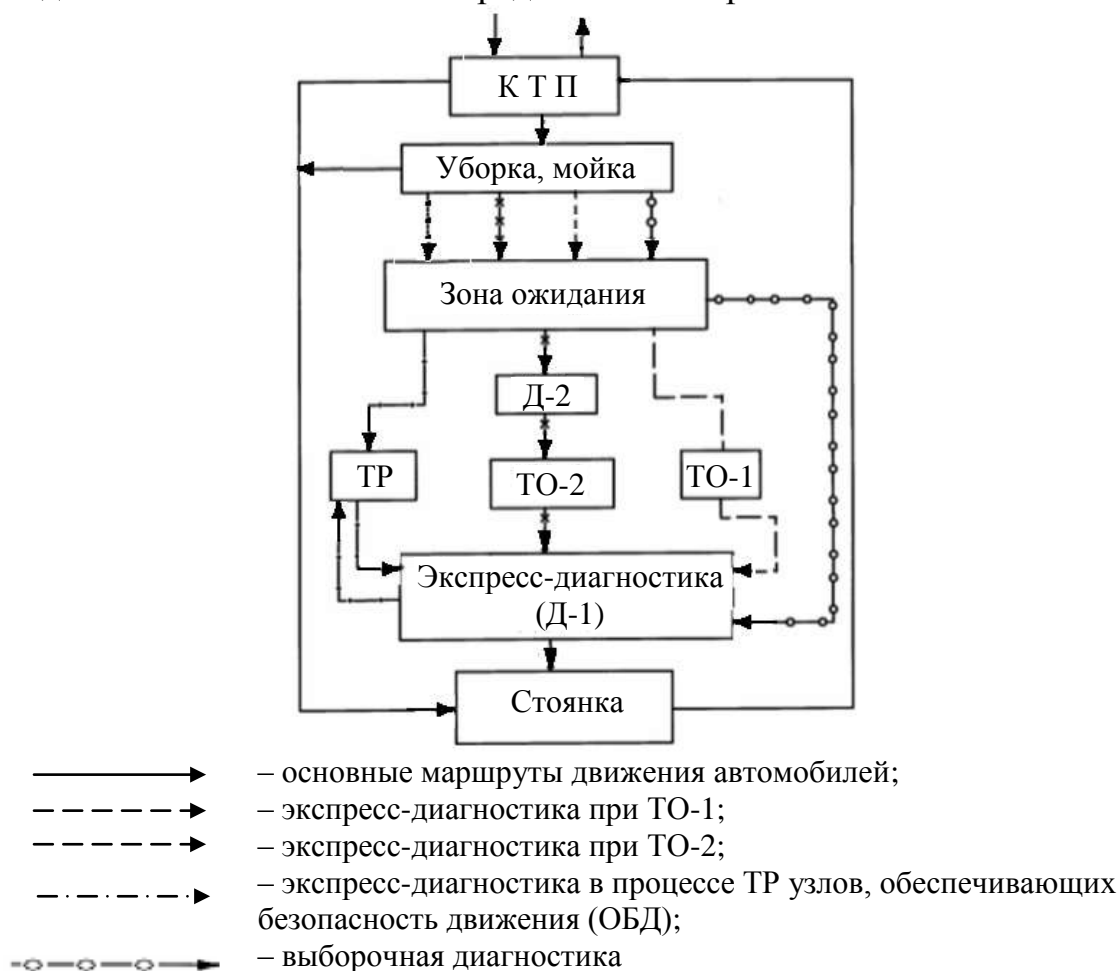 К Т П
Уборка, мойка
Зона ожидания
Д-2
ТР
ТО-2
ТО-1
Экспресс-диагностика
(Д-1)
Стоянка
– основные маршруты движения автомобилей;
– экспресс-диагностика при ТО-1;
– экспресс-диагностика при ТО-2;
– экспресс-диагностика в процессе ТР узлов, обеспечивающих
безопасность движения (ОБД);
– выборочная диагностика